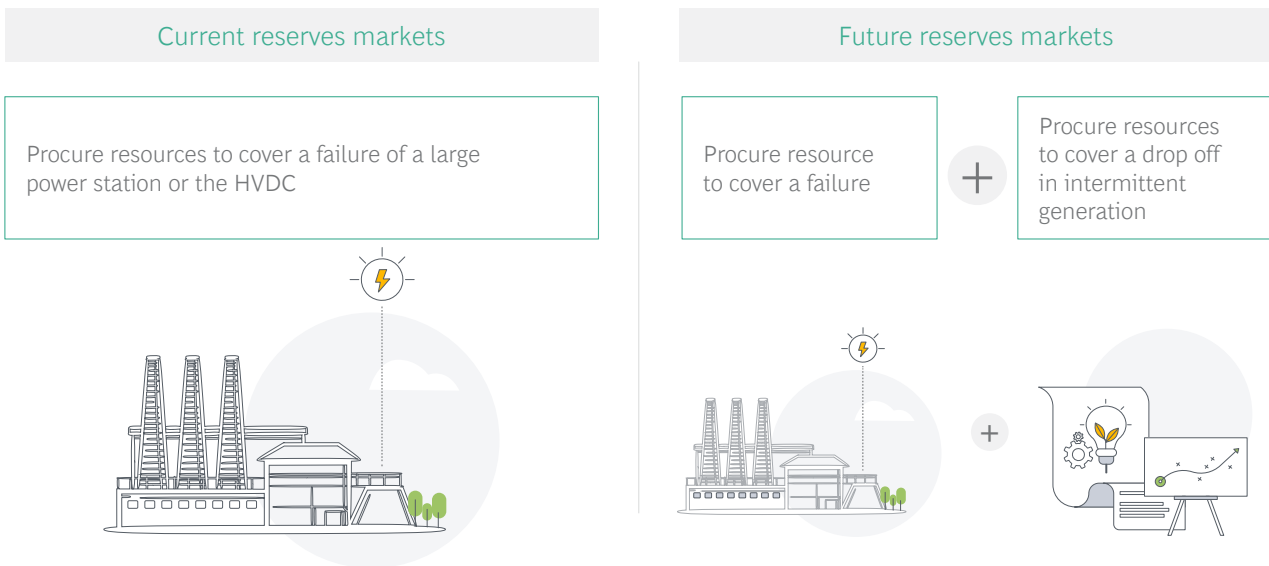 Current reserves markets
Future reserves markets
Procure resources to cover a failure of a large
power station or the HVDC
Procure resource
to cover a failure
+
Procure resources
to cover a drop off
in intermittent
generation
+